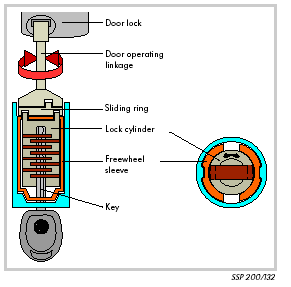 Door lock
Door operating
linkage
Sliding ring
Lock cylinder
Freewheel
sleeve
Key
SSP 200/132